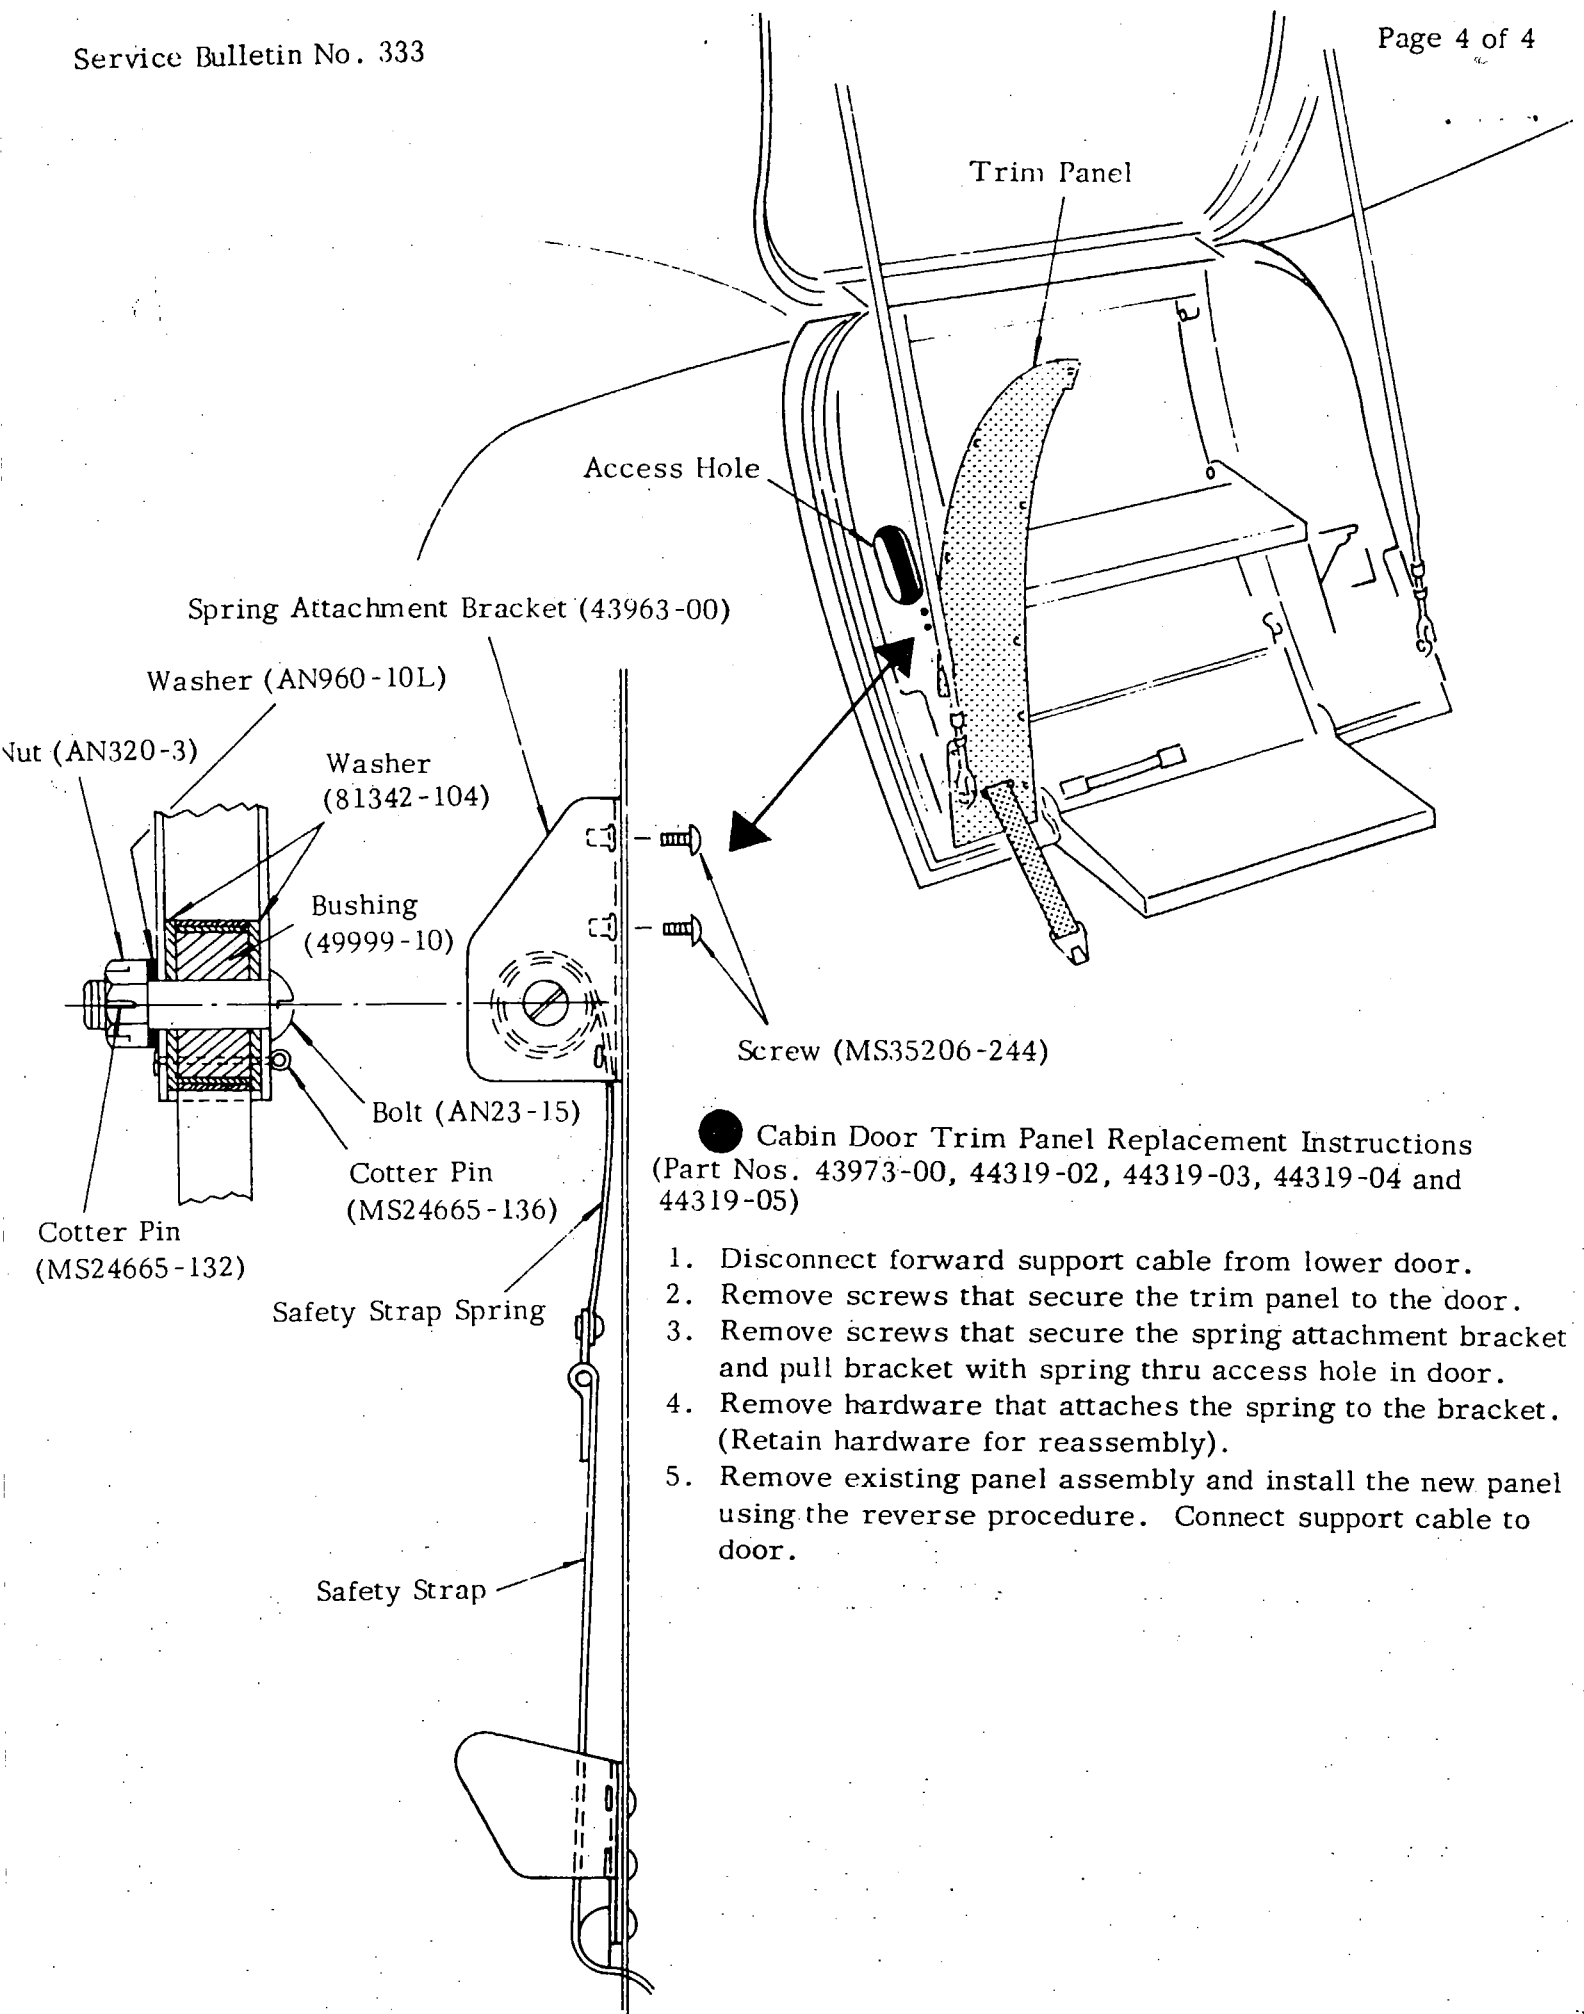 Service Bulletin No. 333
Page 4 of 4
Trim Panel
Access Hole
Spring Attachment Bracket (43963-00)
Washer (AN960-10L)
Nut (AN320-3)
Washer
(81342-104)
Bushing
(49999-10)
Screw (MS35206-244)
Bolt (AN23-15)
Cotter Pin
(MS24665-136)
Cotter Pin
(MS24665-132)
Safety Strap Spring
Safety Strap
Cabin Door Trim Panel Replacement Instructions
(Part Nos. 43973-00, 44319-02, 44319-03, 44319-04 and
44319-05)
1. Disconnect forward support cable from lower door.
2. Remove screws that secure the trim panel to the door.
3. Remove screws that secure the spring attachment bracket
and pull bracket with spring thru access hole in door.
4. Remove hardware that attaches the spring to the bracket.
(Retain hardware for reassembly).
5. Remove existing panel assembly and install the new panel
using the reverse procedure. Connect support cable to
door.